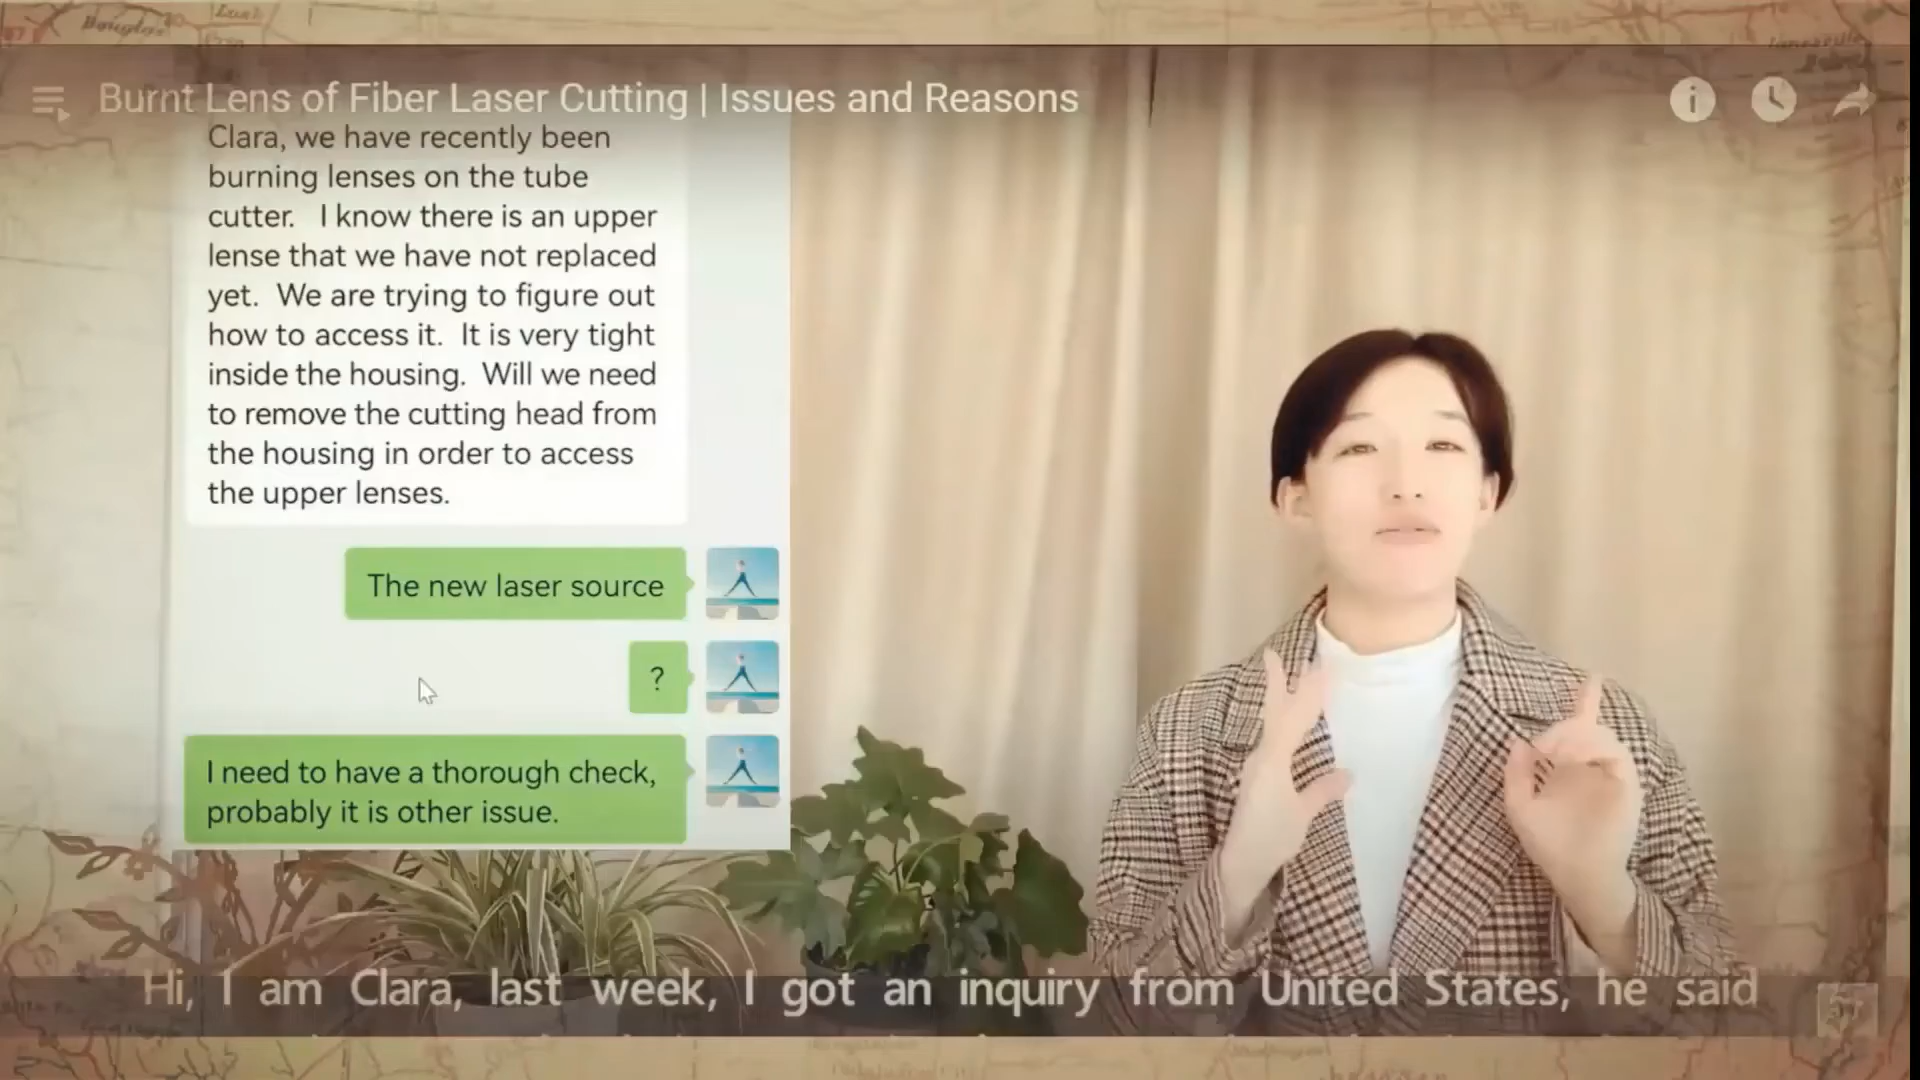 Douglas
Burnt Lens of Fiber Laser Cutting | Issues and Reasons
Clara, we have recently been
burning lenses on the tube
cutter. I know there is an upper
lense that we have not replaced
yet. We are trying to figure out
how to access it. It is very tight
inside the housing. Will we need
to remove the cutting head from
the housing in order to access
the upper lenses.
The new laser source
?
I need to have a thorough check,
probably it is other issue.
Hi, I am Clara, last week, I got an inquiry from United States, he said